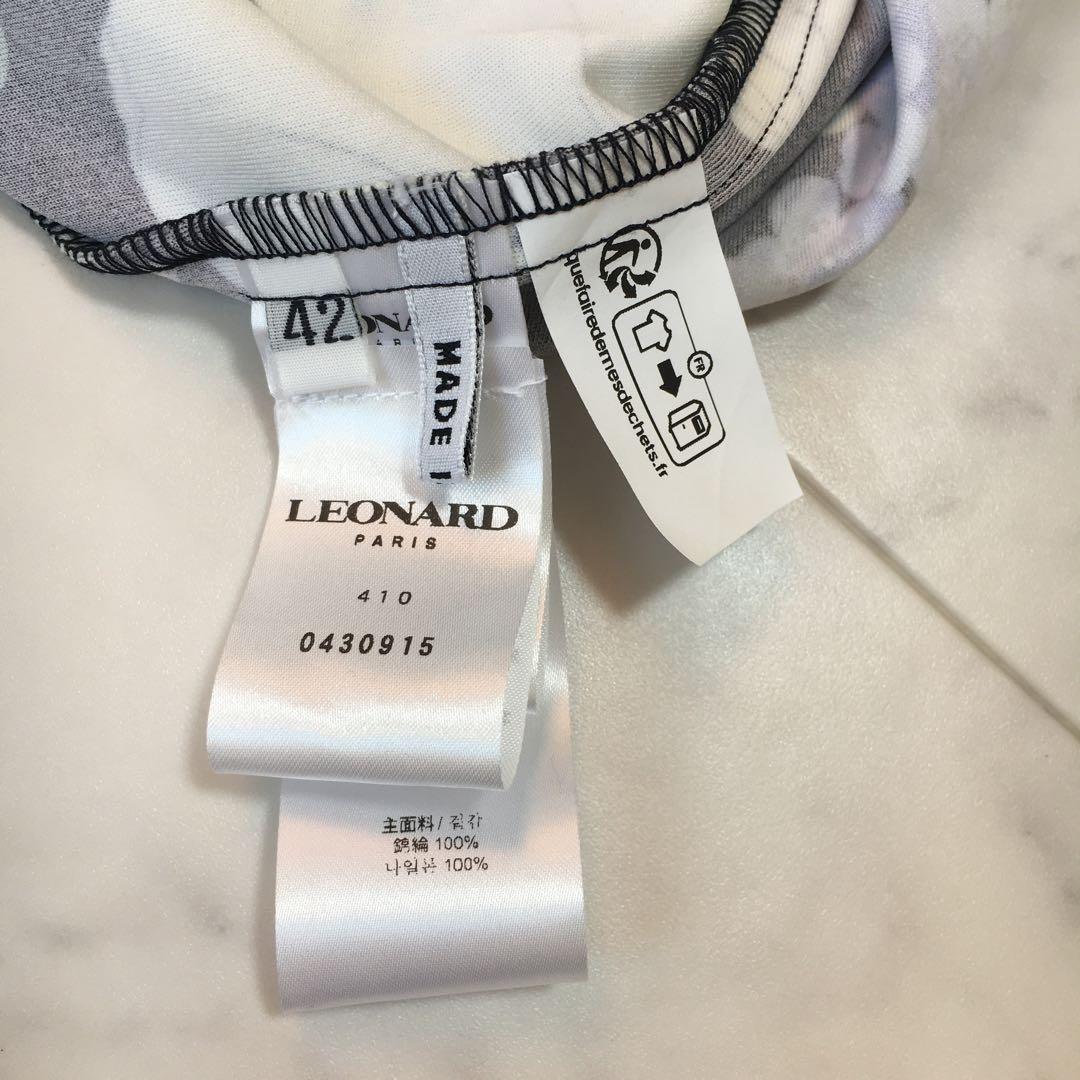 42
MADE I
LEONARD
PARIS
410
0430915
quefairedemesdechets.fr
FR
主面料 / 겉감
錦綸 100%
나일론 100%